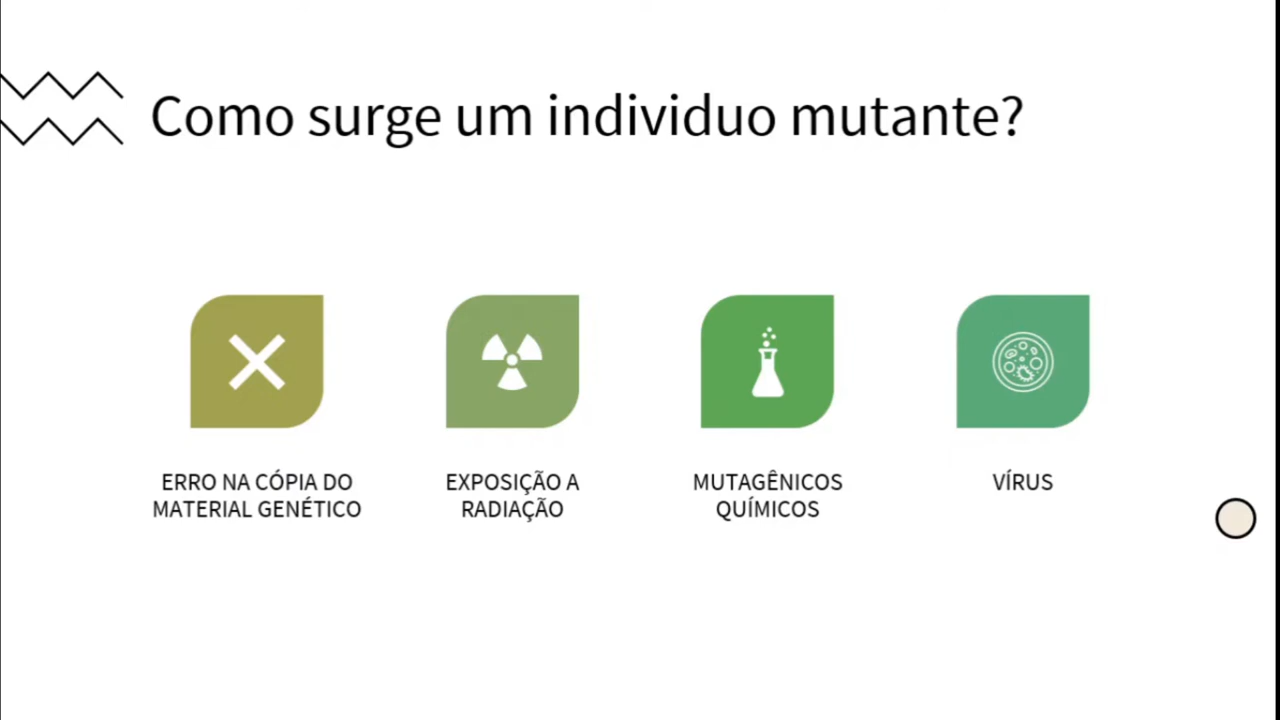 Como surge um individuo mutante?
ERRO NA CÓPIA DO
MATERIAL GENÉTICO
EXPOSIÇÃO A
RADIAÇÃO
MUTAGÊNICOS
QUÍMICOS
VÍRUS